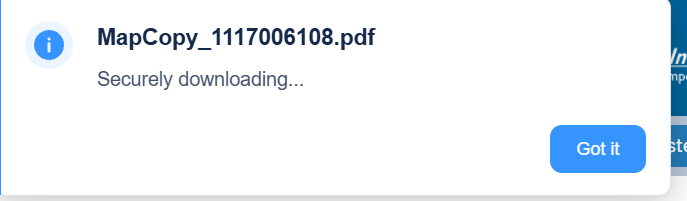 MapCopy_1117006108.pdf
Securely downloading...
Got it